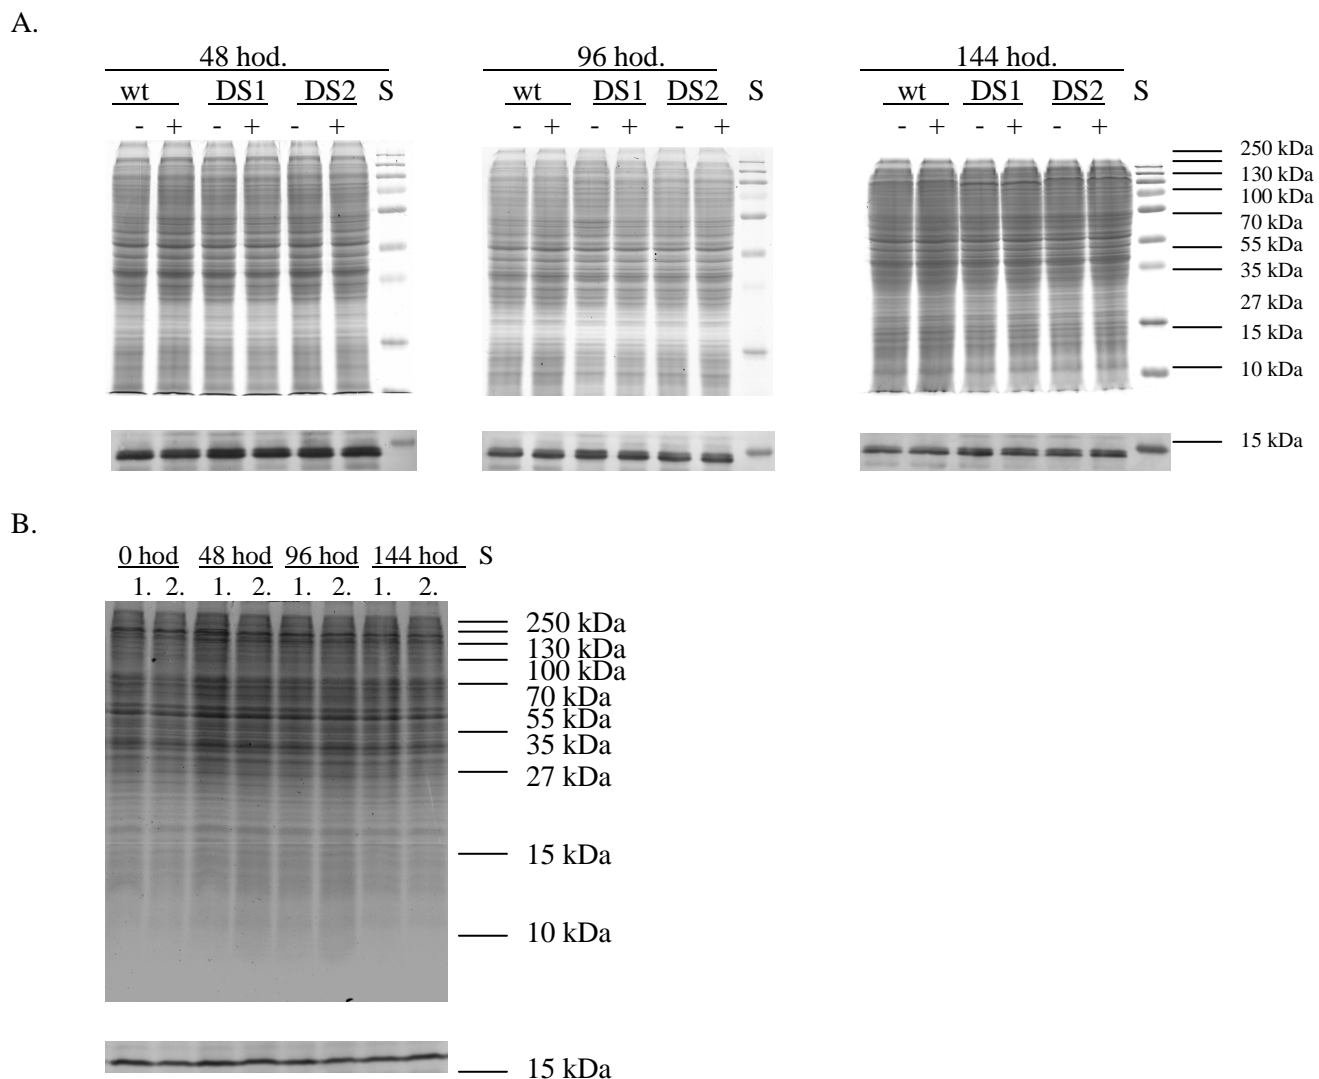 A.
48 hod. 96 hod. 144 hod.
wt DS1 DS2 S wt DS1 DS2 S wt DS1 DS2 S
- + - + - + - + - + - + - + - + - +
250 kDa
130 kDa
100 kDa
70 kDa
55 kDa
35 kDa
27 kDa
15 kDa
10 kDa
15 kDa
B.
0 hod 48 hod 96 hod 144 hod S
1. 2. 1. 2. 1. 2. 1. 2.
250 kDa
130 kDa
100 kDa
70 kDa
55 kDa
35 kDa
27 kDa
15 kDa
10 kDa
15 kDa